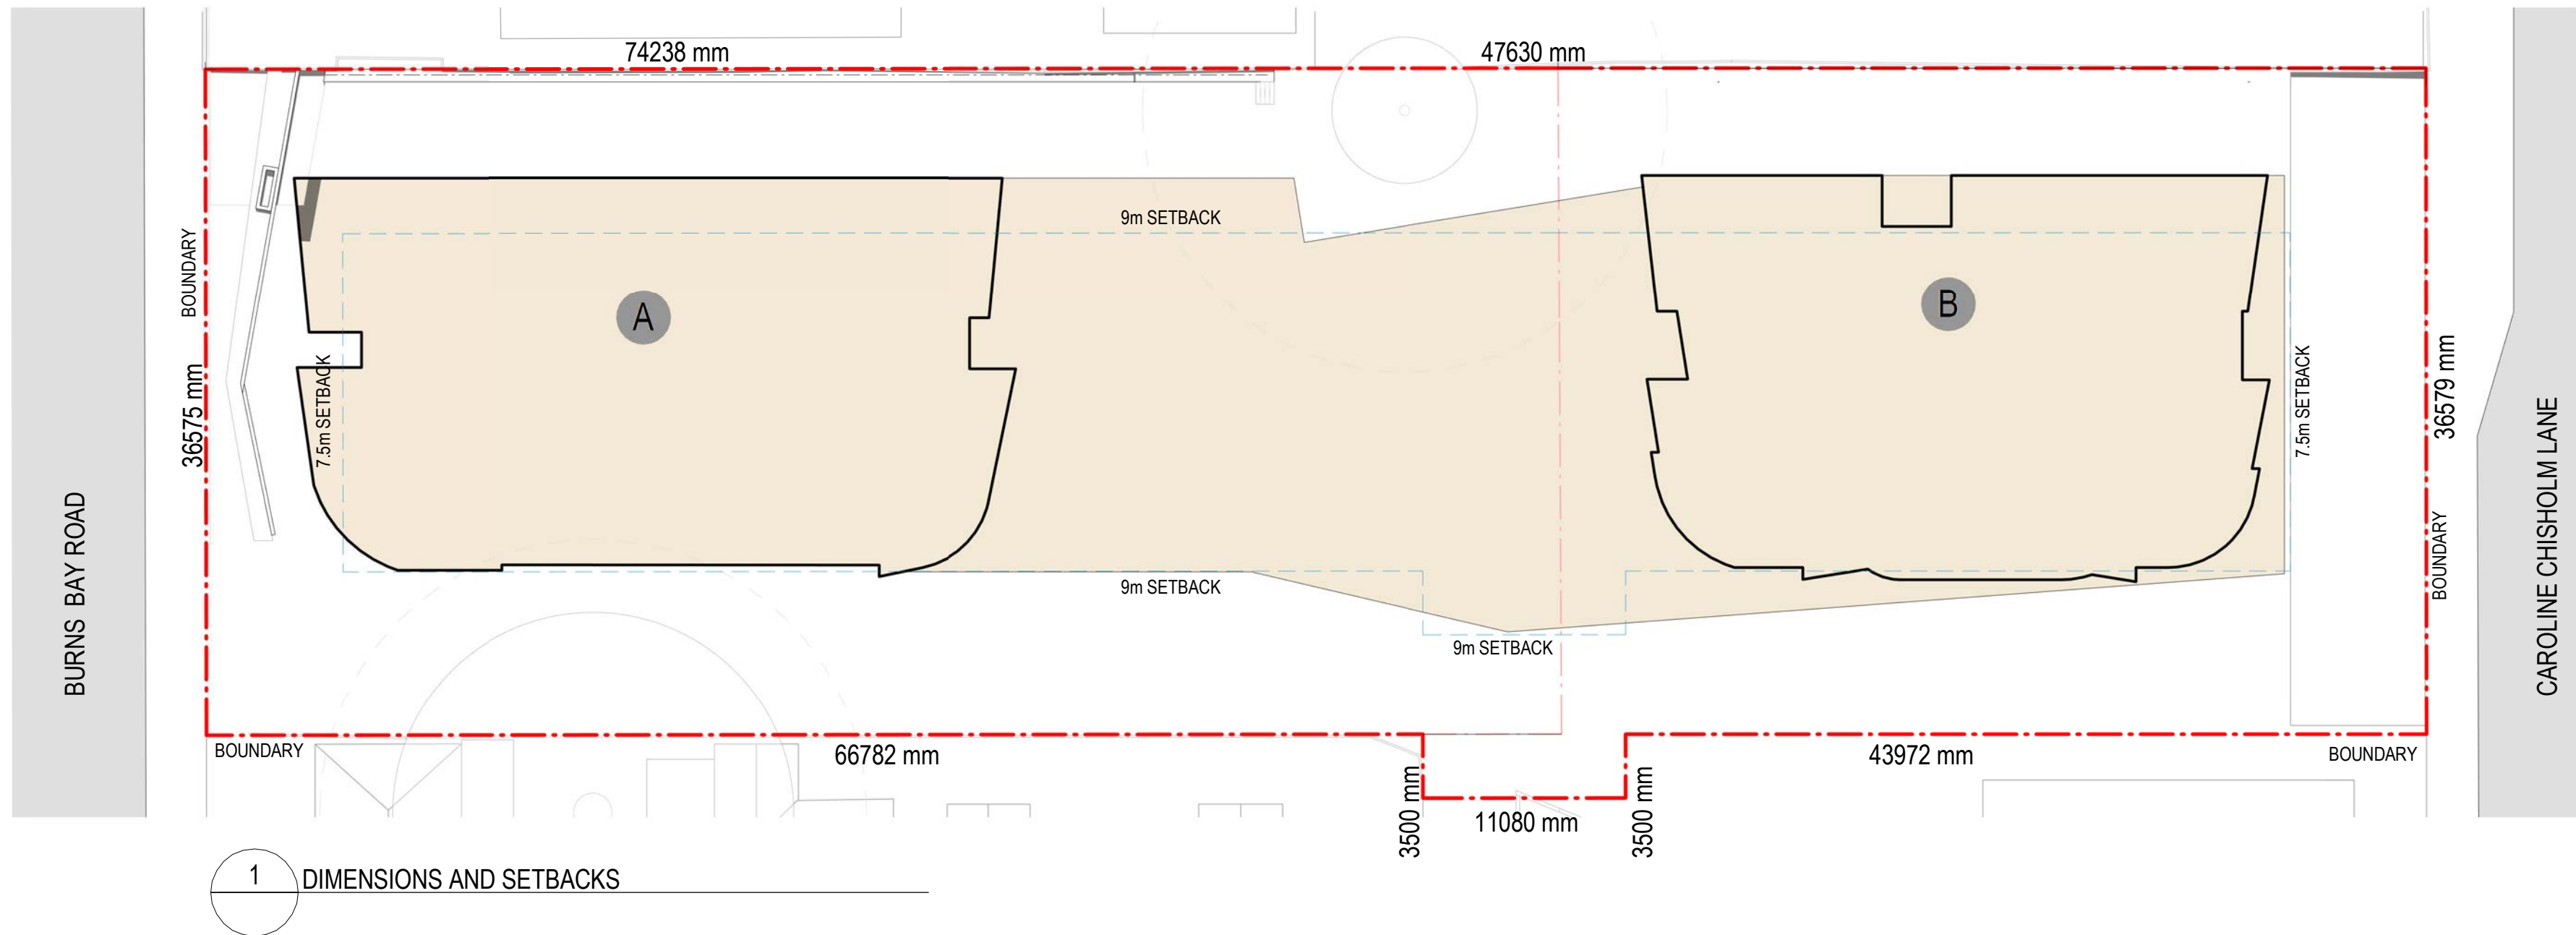 74238 mm
47630 mm
9m SETBACK
BOUNDARY
A
B
7.5m SETBACK
7.5m SETBACK
36575 mm
36579 mm
BURNS BAY ROAD
CAROLINE CHISHOLM LANE
BOUNDARY
9m SETBACK
9m SETBACK
BOUNDARY
66782 mm
43972 mm
BOUNDARY
3500 mm
11080 mm
3500 mm
1
DIMENSIONS AND SETBACKS